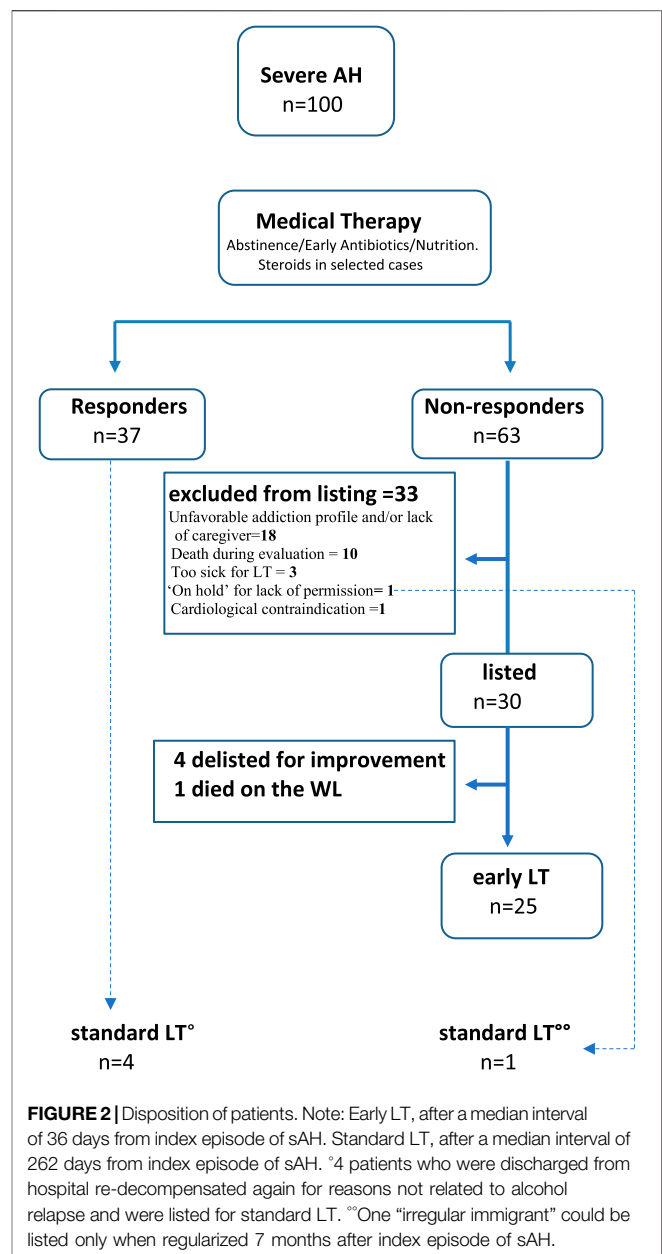 Severe AH
n=100
Medical Therapy
Abstinence/Early Antibiotics/Nutrition.
Steroids in selected cases
Responders
n=37
Non-responders
n=63
excluded from listing =33
Unfavorable addiction profile and/or lack
of caregiver=18
Death during evaluation = 10
Too sick for LT = 3
‘On hold’ for lack of permission= 1
Cardiological contraindication =1
listed
n=30
4 delisted for improvement
1 died on the WL
early LT
n=25
standard LT°
n=4
standard LT°°
n=1
FIGURE 2 | Disposition of patients. Note: Early LT, after a median interval
of 36 days from index episode of sAH. Standard LT, after a median interval of
262 days from index episode of sAH. °4 patients who were discharged from
hospital re-decompensated again for reasons not related to alcohol
relapse and were listed for standard LT. °°One “irregular immigrant” could be
listed only when regularized 7 months after index episode of sAH.